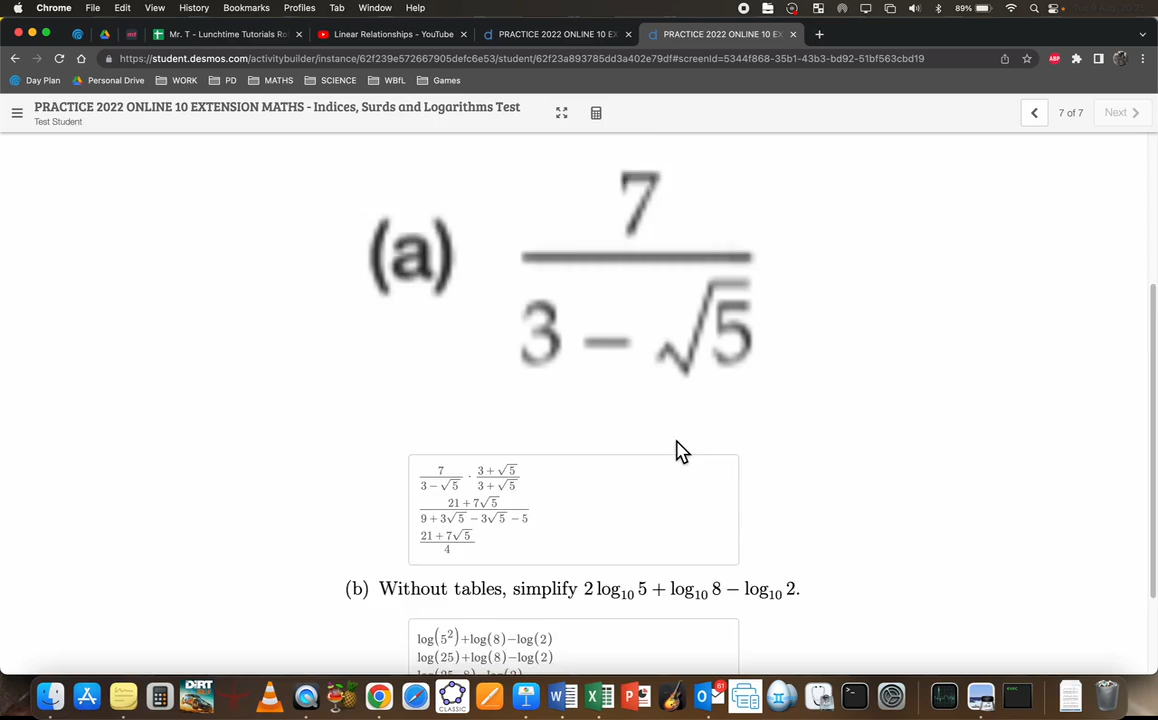 Chrome File Edit View History Bookmarks Profiles Tab Window Help 89%
Mr. T - Lunchtime Tutorials Ro
Linear Relationships - YouTube
PRACTICE 2022 ONLINE 10 EX
PRACTICE 2022 ONLINE 10 EX
https://student.desmos.com/activitybuilder/instance/62f239e572667905defc6e53/student/62f23a893785dd3a402e79df#screenId=5344f868-35b1-43b3-bd92-51bf563cbd19
Day Plan Personal Drive WORK PD MATHS SCIENCE WBfL Games
PRACTICE 2022 ONLINE 10 EXTENSION MATHS - Indices, Surds and Logarithms Test
Test Student
7 of 7 Next
(a) 7 / (3 − √5)
7/(3 − √5) · (3 + √5)/(3 + √5)
(21 + 7√5)/(9 + 3√5 − 3√5 − 5)
(21 + 7√5)/4
(b) Without tables, simplify 2 log₁₀ 5 + log₁₀ 8 − log₁₀ 2.
log(5²)+log(8)−log(2)
log(25)+log(8)−log(2)
61
CLASSIC